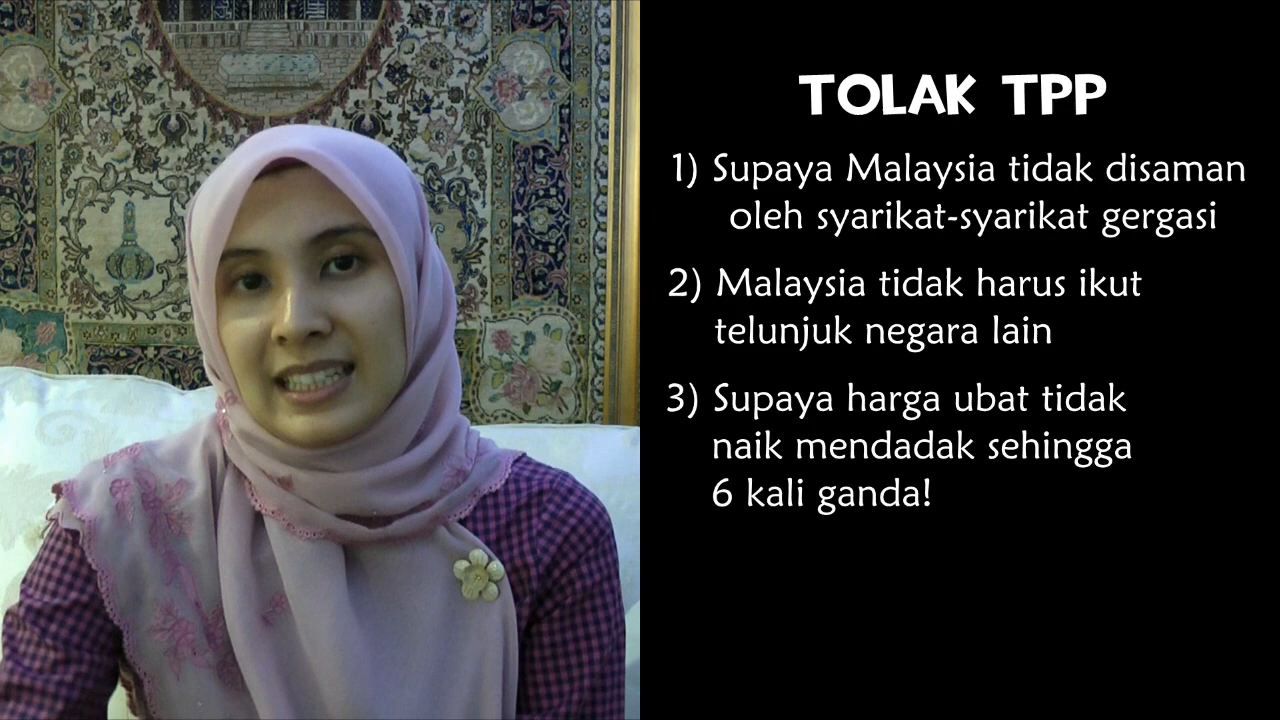 TOLAK TPP
1) Supaya Malaysia tidak disaman
oleh syarikat-syarikat gergasi
2) Malaysia tidak harus ikut
telunjuk negara lain
3) Supaya harga ubat tidak
naik mendadak sehingga
6 kali ganda!